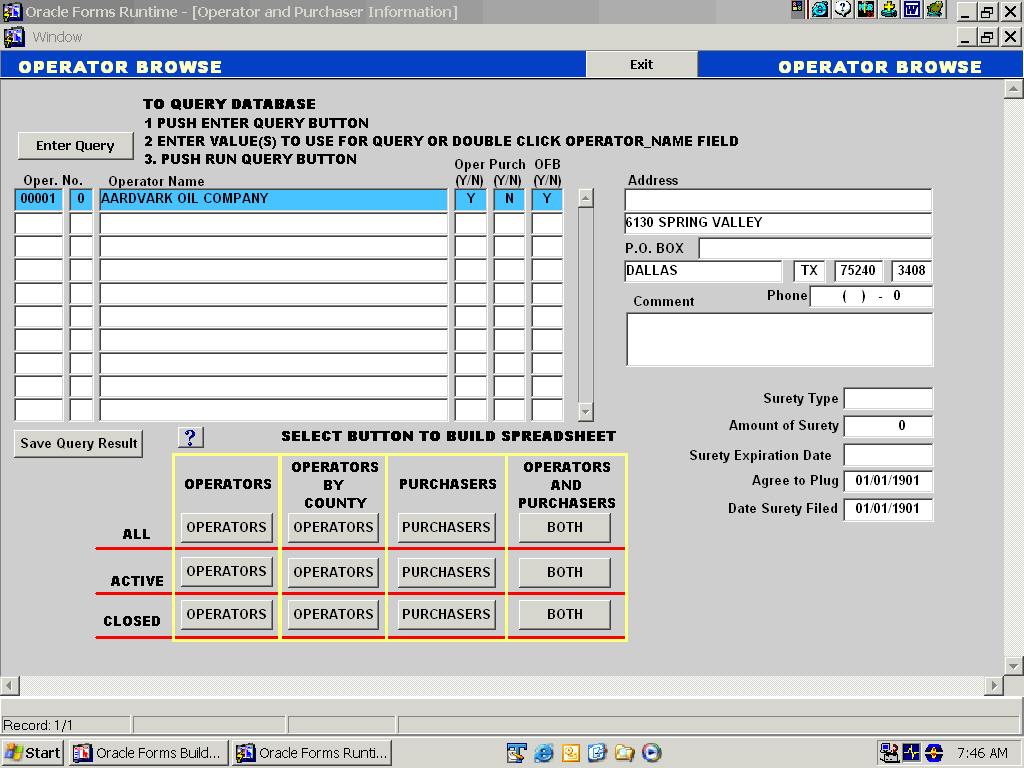 Oracle Forms Runtime - [Operator and Purchaser Information]
Window
OPERATOR BROWSE
Exit
OPERATOR BROWSE
TO QUERY DATABASE
1 PUSH ENTER QUERY BUTTON
2 ENTER VALUE(S) TO USE FOR QUERY OR DOUBLE CLICK OPERATOR_NAME FIELD
3. PUSH RUN QUERY BUTTON
Enter Query
Oper Purch OFB
Oper. No. Operator Name (Y/N) (Y/N) (Y/N)
00001 0 AARDVARK OIL COMPANY Y N Y
Address
6130 SPRING VALLEY
P.O. BOX
DALLAS TX 75240 3408
Phone ( ) - 0
Comment
Surety Type
Amount of Surety 0
Surety Expiration Date
Agree to Plug 01/01/1901
Date Surety Filed 01/01/1901
Save Query Result
?
SELECT BUTTON TO BUILD SPREADSHEET
OPERATORS
OPERATORS
BY
COUNTY
PURCHASERS
OPERATORS
AND
PURCHASERS
ALL OPERATORS OPERATORS PURCHASERS BOTH
ACTIVE OPERATORS OPERATORS PURCHASERS BOTH
CLOSED OPERATORS OPERATORS PURCHASERS BOTH
Record: 1/1
Start Oracle Forms Build... Oracle Forms Runti... 7:46 AM